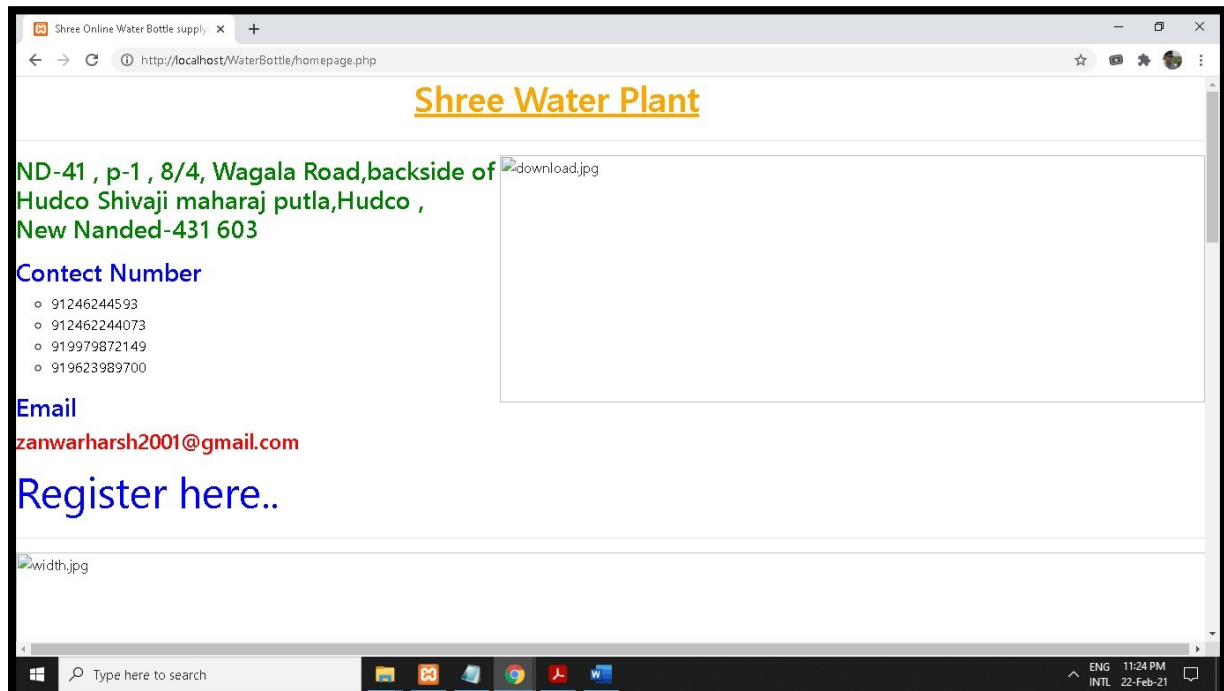 Shree Online Water Bottle supply
http://localhost/WaterBottle/homepage.php
Shree Water Plant
ND-41 , p-1 , 8/4, Wagala Road,backside of
Hudco Shivaji maharaj putla,Hudco ,
New Nanded-431 603
download.jpg
Contect Number
91246244593
912462244073
919979872149
919623989700
Email
zanwarharsh2001@gmail.com
Register here..
width.jpg
Type here to search
ENG 11:24 PM
INTL 22-Feb-21